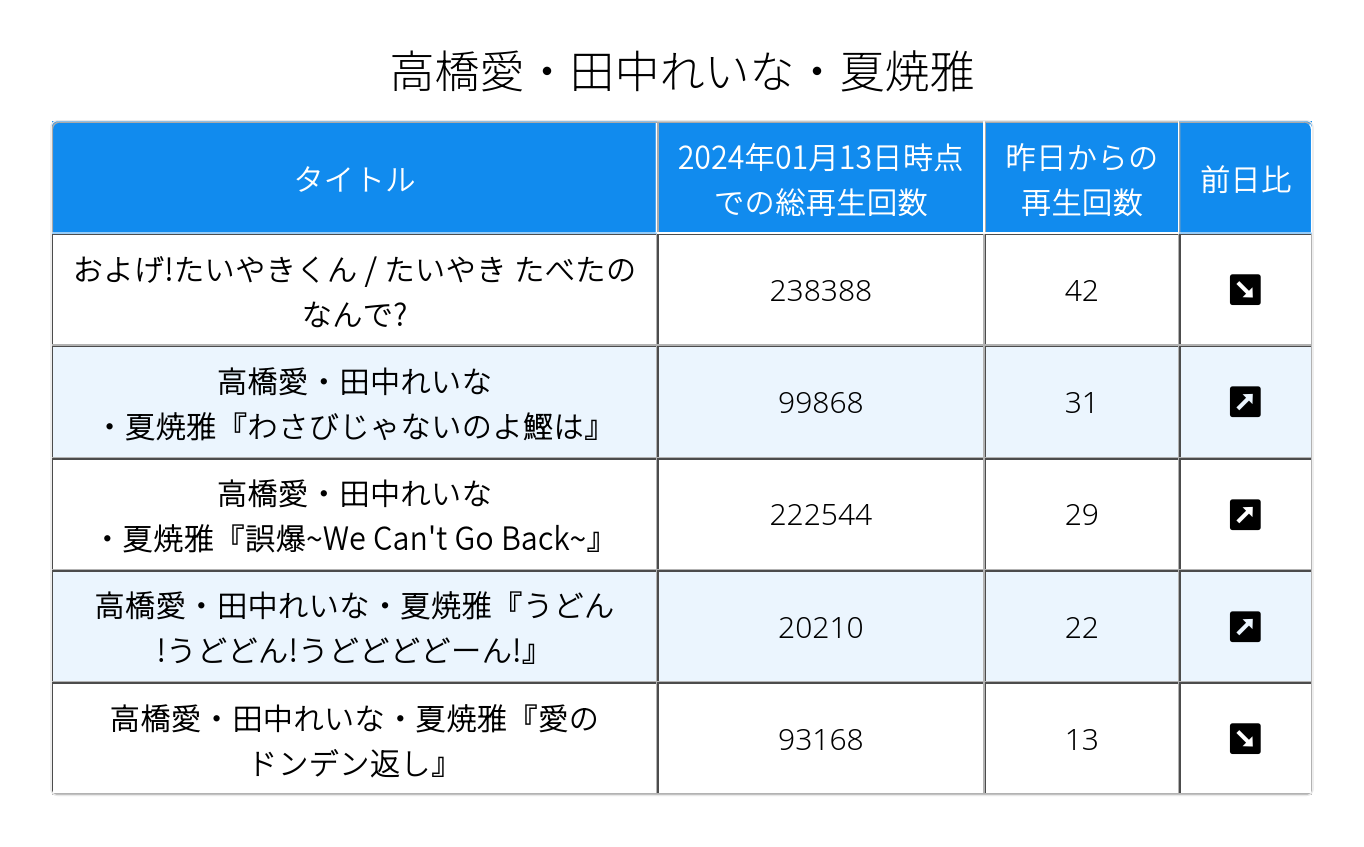 高橋愛・田中れいな・夏焼雅
タイトル
2024年01月13日時点
での総再生回数
昨日からの
再生回数
前日比
およげ!たいやきくん / たいやき たべたの
なんで?
238388
42
高橋愛・田中れいな
・夏焼雅『わさびじゃないのよ鰹は』
99868
31
高橋愛・田中れいな
・夏焼雅『誤爆~We Can't Go Back~』
222544
29
高橋愛・田中れいな・夏焼雅『うどん
!うどどん!うどどどどーん!』
20210
22
高橋愛・田中れいな・夏焼雅『愛の
ドンデン返し』
93168
13